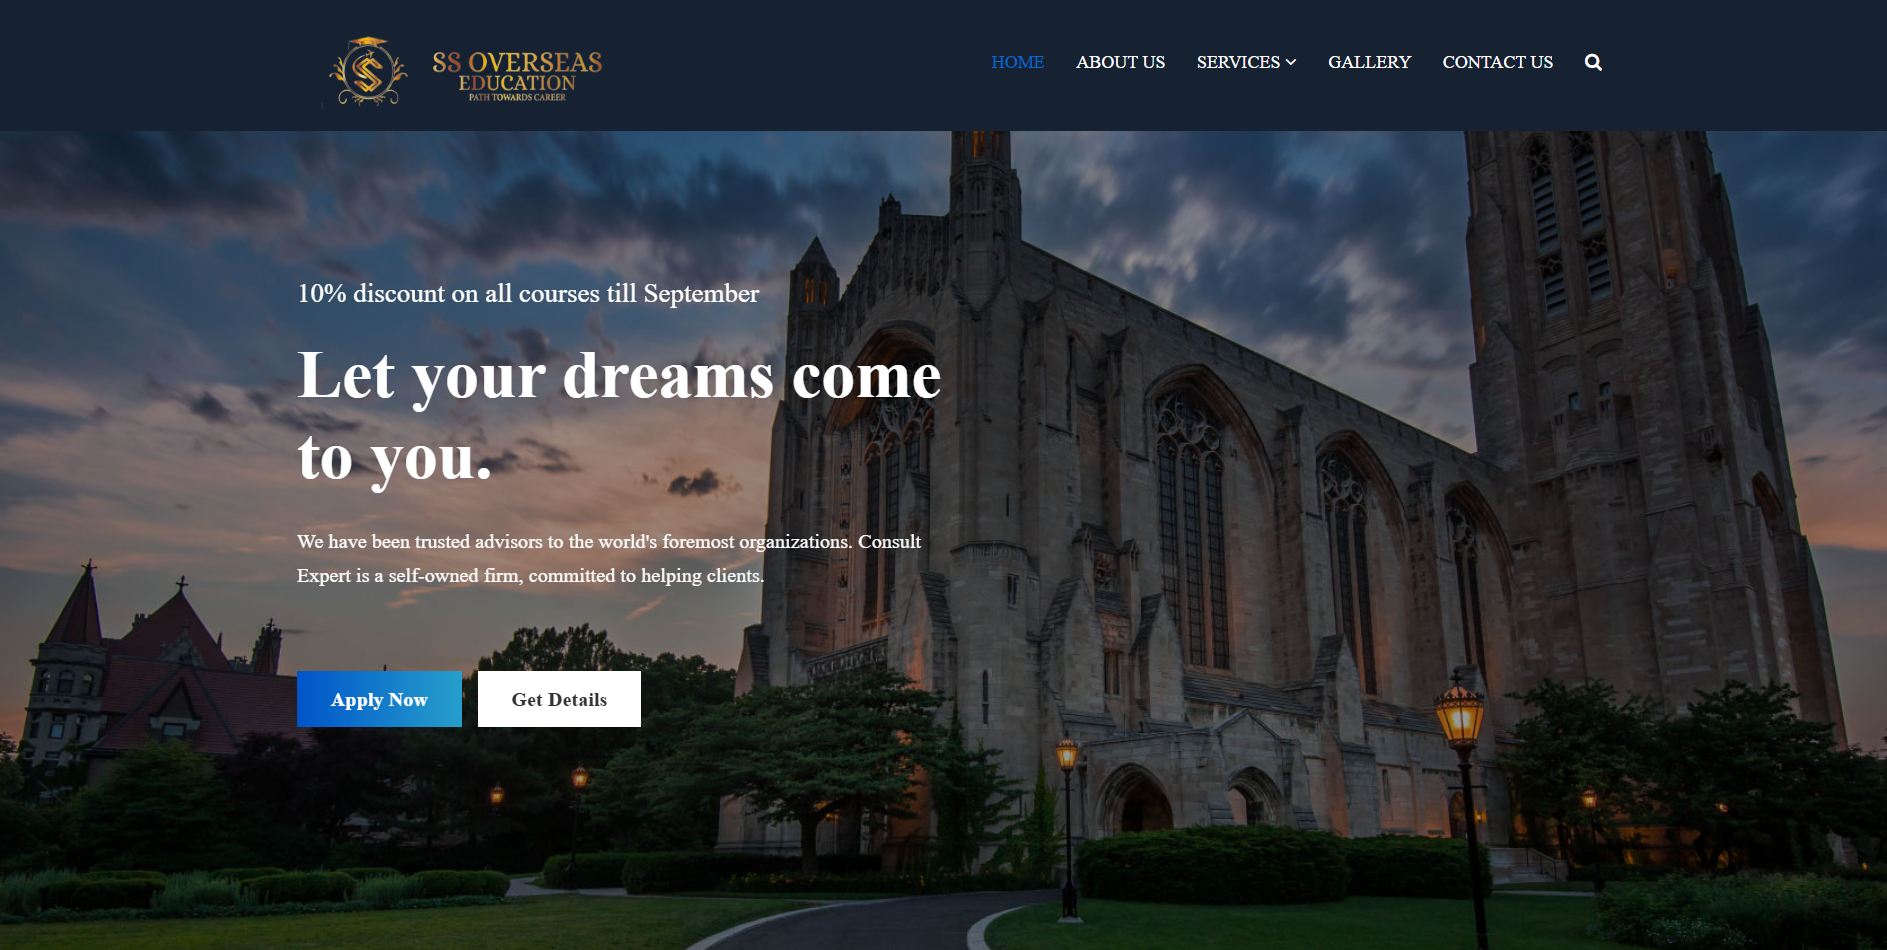 SS OVERSEAS
EDUCATION
PATH TOWARDS CAREER
HOME ABOUT US SERVICES GALLERY CONTACT US
10% discount on all courses till September
Let your dreams come
to you.
We have been trusted advisors to the world's foremost organizations. Consult
Expert is a self-owned firm, committed to helping clients.
Apply Now Get Details